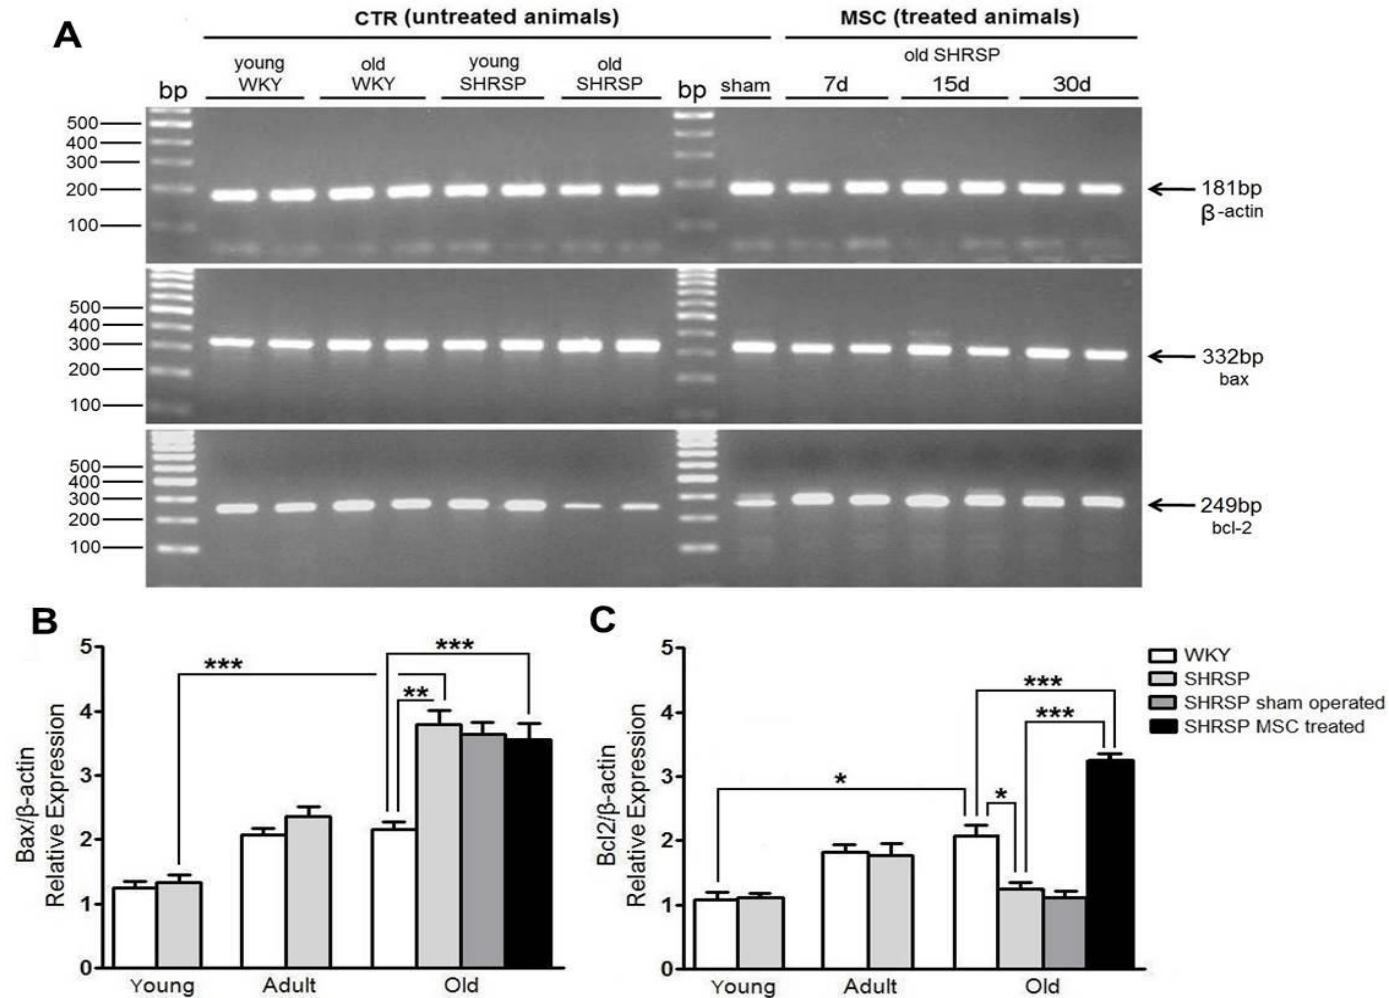 A
CTR (untreated animals)
MSC (treated animals)
young WKY
old WKY
young SHRSP
old SHRSP
old SHRSP
bp
bp
sham
7d
15d
30d
500
400
300
200
100
181bp
β-actin
500
400
300
200
100
332bp
bax
500
400
300
200
100
249bp
bcl-2
B
Bax/β-actin
Relative Expression
5
4
3
2
1
0
***
***
**
Young
Adult
Old
C
Bcl2/β-actin
Relative Expression
5
4
3
2
1
0
*
*
***
***
Young
Adult
Old
WKY
SHRSP
SHRSP sham operated
SHRSP MSC treated